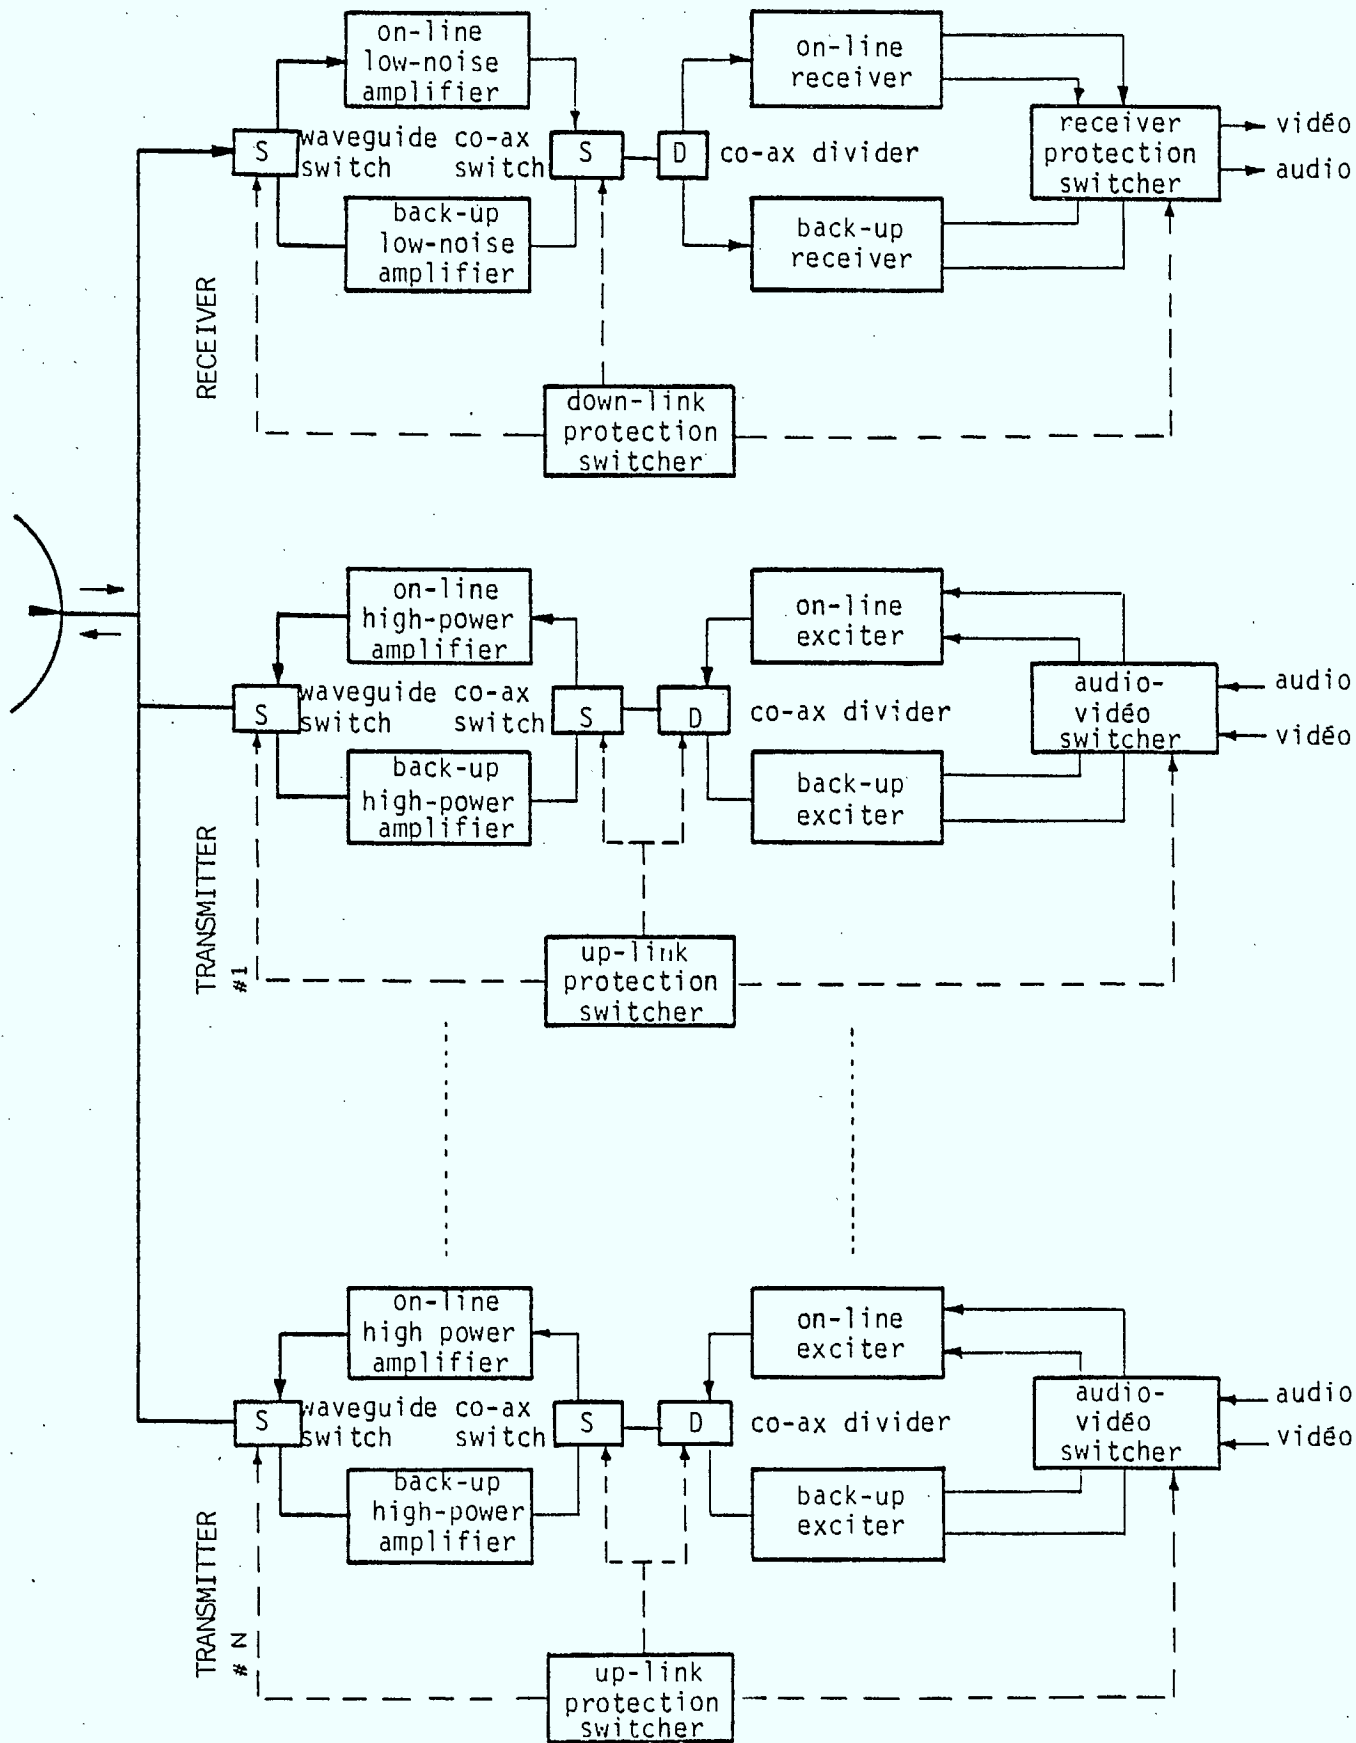 on-line
low-noise
amplifier
on-line
receiver
S
waveguide
switch
co-ax
switch
S
D
co-ax divider
receiver
protection
switcher
vidéo
audio
back-up
low-noise
amplifier
back-up
receiver
RECEIVER
down-link
protection
switcher
on-line
high-power
amplifier
on-line
exciter
S
waveguide
switch
co-ax
switch
S
D
co-ax divider
audio-
vidéo
switcher
audio
vidéo
back-up
high-power
amplifier
back-up
exciter
TRANSMITTER
#1
up-link
protection
switcher
on-line
high power
amplifier
on-line
exciter
S
waveguide
switch
co-ax
switch
S
D
co-ax divider
audio-
vidéo
switcher
audio
vidéo
back-up
high-power
amplifier
back-up
exciter
TRANSMITTER
# N
up-link
protection
switcher